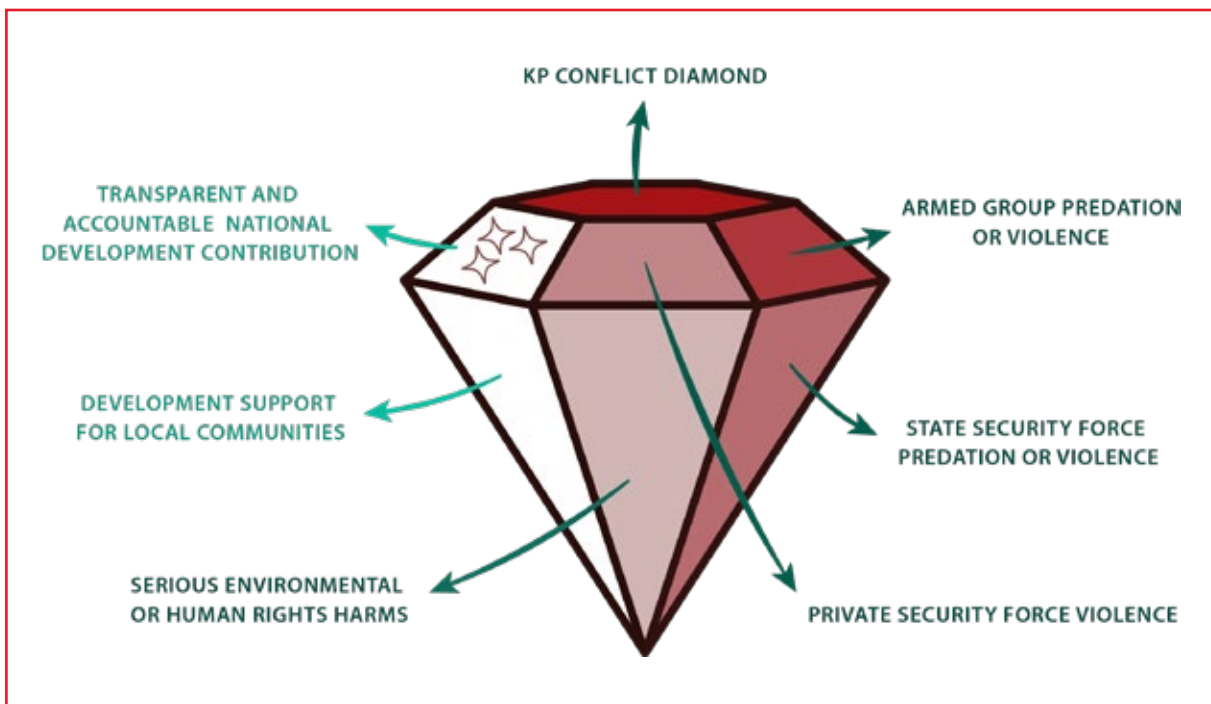 KP CONFLICT DIAMOND
TRANSPARENT AND
ACCOUNTABLE NATIONAL
DEVELOPMENT CONTRIBUTION
ARMED GROUP PREDATION
OR VIOLENCE
DEVELOPMENT SUPPORT
FOR LOCAL COMMUNITIES
STATE SECURITY FORCE
PREDATION OR VIOLENCE
SERIOUS ENVIRONMENTAL
OR HUMAN RIGHTS HARMS
PRIVATE SECURITY FORCE VIOLENCE